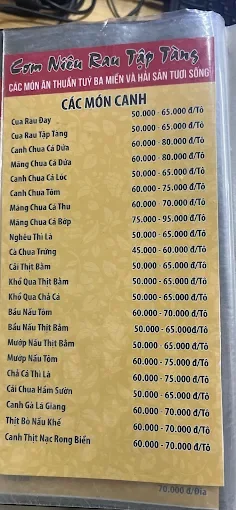 Cơm Niêu Rau Tập Tàng
CÁC MÓN ĂN THUẦN TUÝ BA MIỀN VÀ HẢI SẢN TƯƠI SỐNG
CÁC MÓN CANH
Cua Rau Đay 50.000 - 65.000 đ/Tô
Cua Rau Tập Tàng 50.000 - 65.000 đ/Tô
Canh Chua Cá Dứa 60.000 - 80.000 đ/Tô
Măng Chua Cá Dứa 60.000 - 80.000 đ/Tô
Canh Chua Cá Lóc 50.000 - 65.000 đ/Tô
Canh Chua Tôm 60.000 - 75.000 đ/Tô
Măng Chua Cá Thu 60.000 - 70.000 đ/Tô
Măng Chua Cá Bớp 75.000 - 95.000 đ/Tô
Nghêu Thì Là 50.000 - 65.000 đ/Tô
Cà Chua Trứng 45.000 - 60.000 đ/Tô
Cải Thịt Bằm 50.000 - 65.000 đ/Tô
Khổ Qua Thịt Bằm 50.000 - 65.000 đ/Tô
Khổ Qua Chả Cá 50.000 - 65.000 đ/Tô
Bầu Nấu Tôm 60.000 - 70.000 đ/Tô
Bầu Nấu Thịt Bằm 50.000 - 65.000đ/Tô
Mướp Nấu Thịt Bằm 50.000 - 65.000 đ/Tô
Mướp Nấu Tôm 60.000 - 75.000 đ/Tô
Chả Cá Thì Là 60.000 - 75.000 đ/Tô
Cải Chua Hầm Sườn 50.000 - 65.000 đ/Tô
Canh Gà Lá Giang 60.000 - 70.000 đ/Tô
Thịt Bò Nấu Khế 60.000 - 70.000 đ/Tô
Canh Thịt Nạc Rong Biển 60.000 - 70.000 đ/Tô
70.000 đ/Đĩa